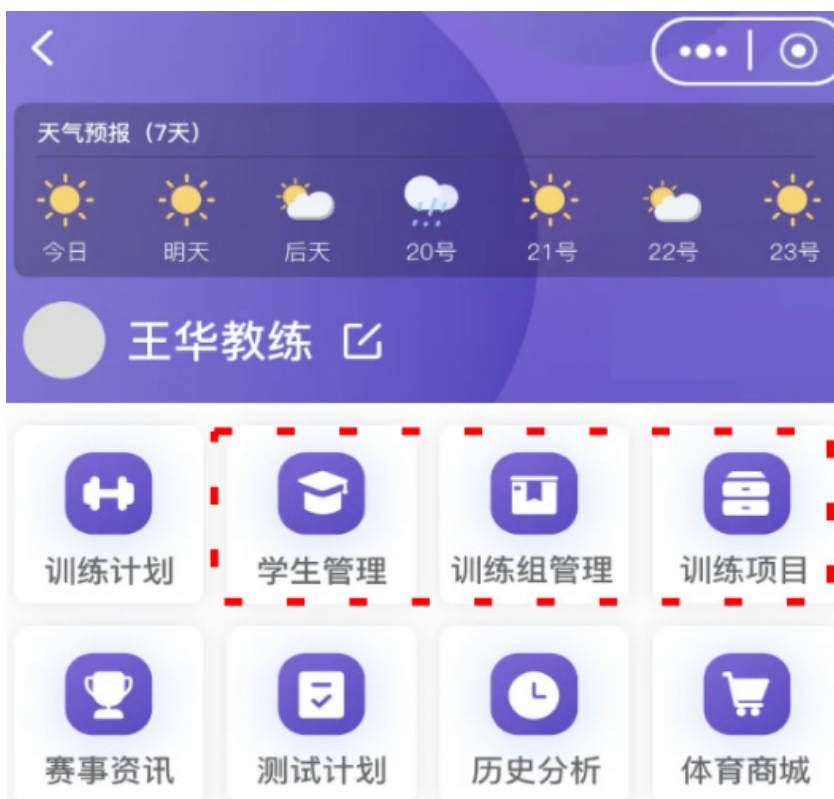 天气预报（7天）
今日 明天 后天 20号 21号 22号 23号
王华教练
训练计划 学生管理 训练组管理 训练项目
赛事资讯 测试计划 历史分析 体育商城